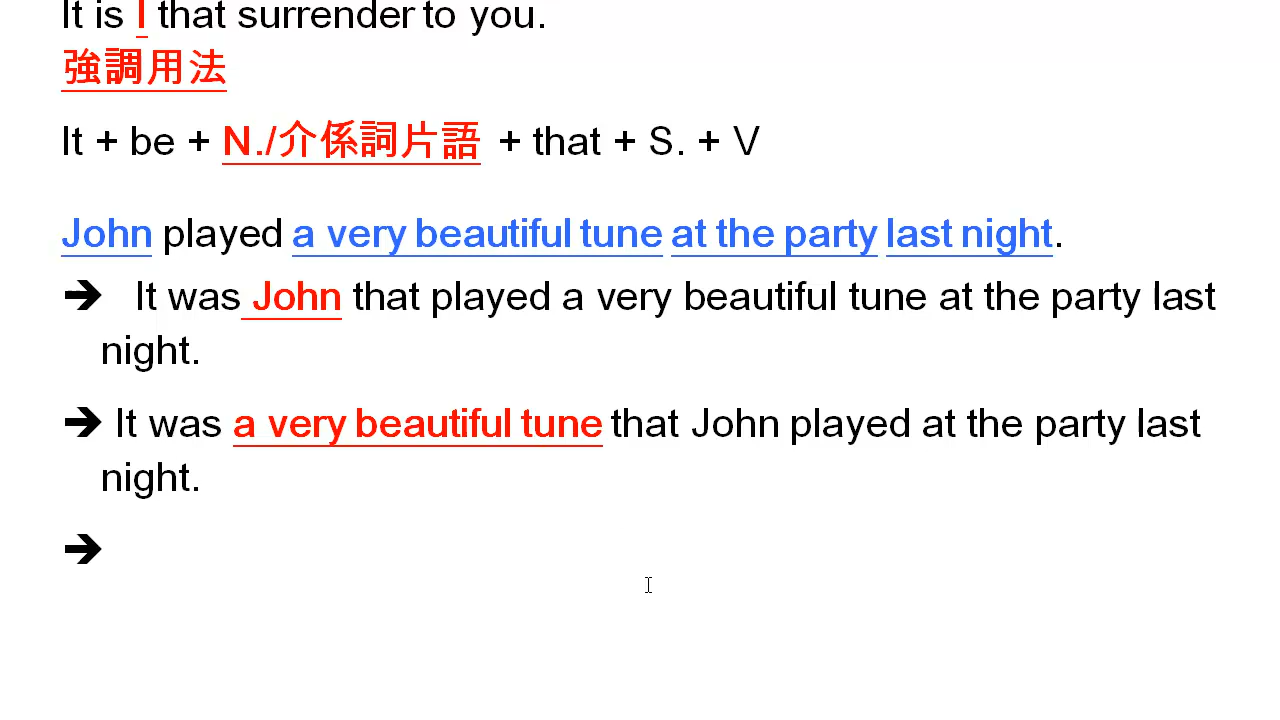 It is I that surrender to you.
強調用法
It + be + N./介係詞片語 + that + S. + V
John played a very beautiful tune at the party last night.
➔ It was John that played a very beautiful tune at the party last
night.
➔ It was a very beautiful tune that John played at the party last
night.
➔